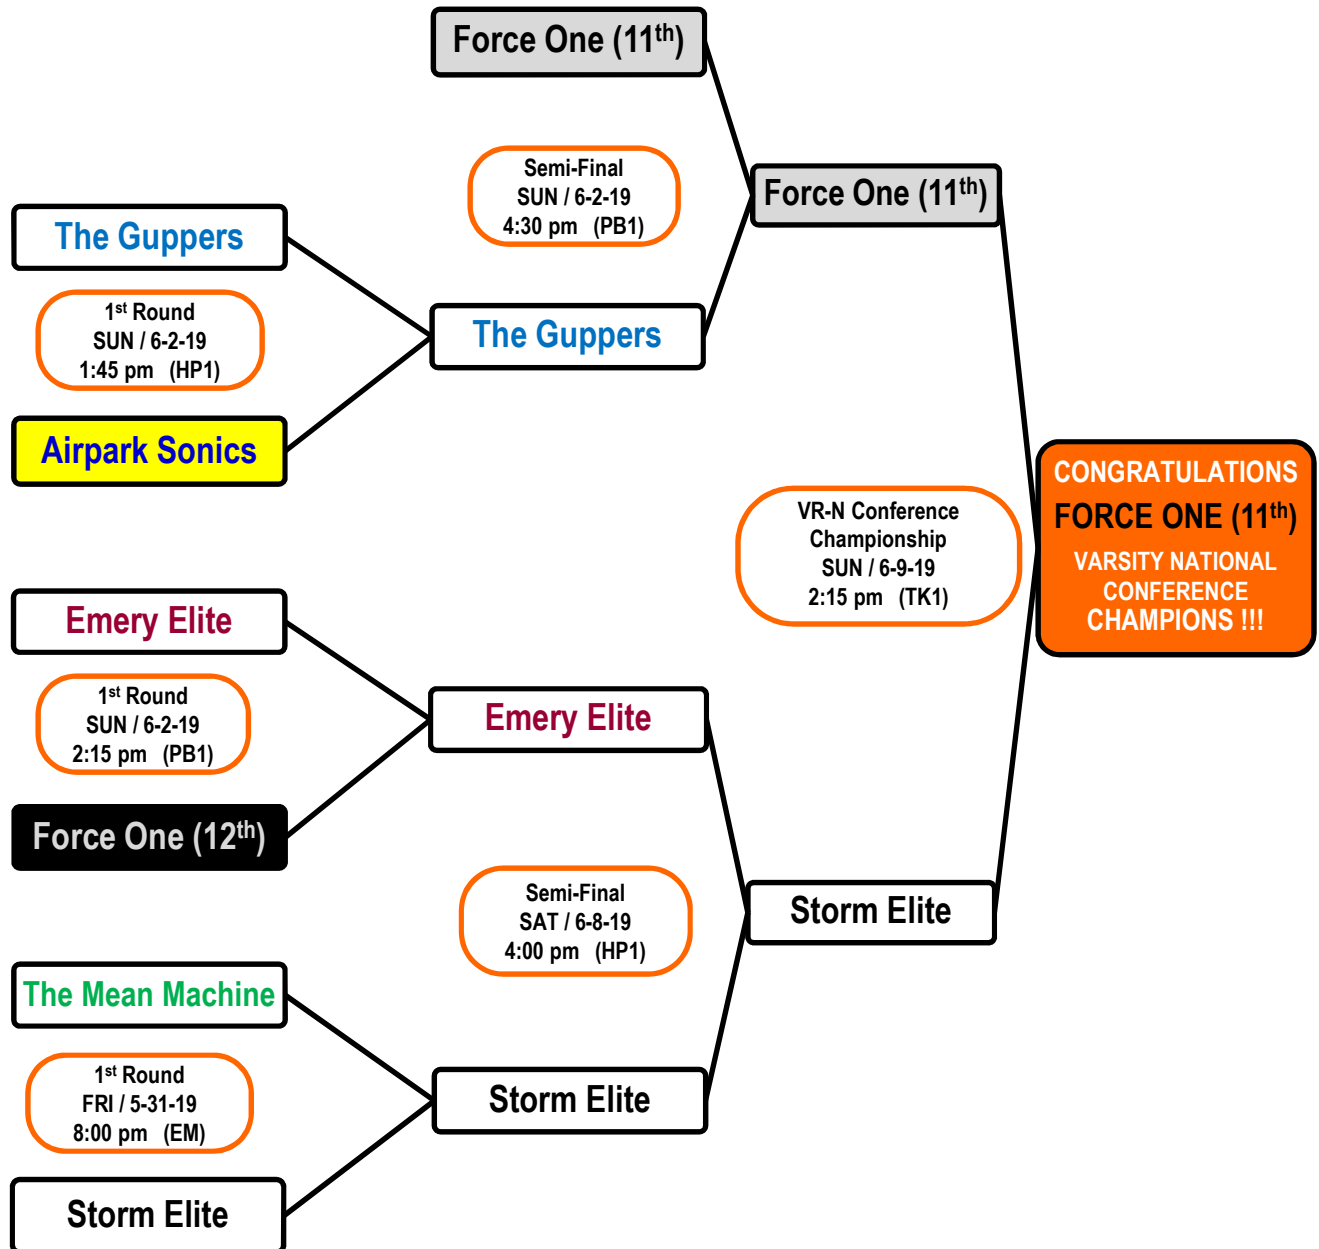 Force One (11th)
Semi-Final
SUN / 6-2-19
4:30 pm (PB1)
Force One (11th)
The Guppers
1st Round
SUN / 6-2-19
1:45 pm (HP1)
The Guppers
Airpark Sonics
CONGRATULATIONS
FORCE ONE (11th)
VARSITY NATIONAL
CONFERENCE
CHAMPIONS !!!
VR-N Conference
Championship
SUN / 6-9-19
2:15 pm (TK1)
Emery Elite
1st Round
SUN / 6-2-19
2:15 pm (PB1)
Emery Elite
Force One (12th)
Semi-Final
SAT / 6-8-19
4:00 pm (HP1)
Storm Elite
The Mean Machine
1st Round
FRI / 5-31-19
8:00 pm (EM)
Storm Elite
Storm Elite